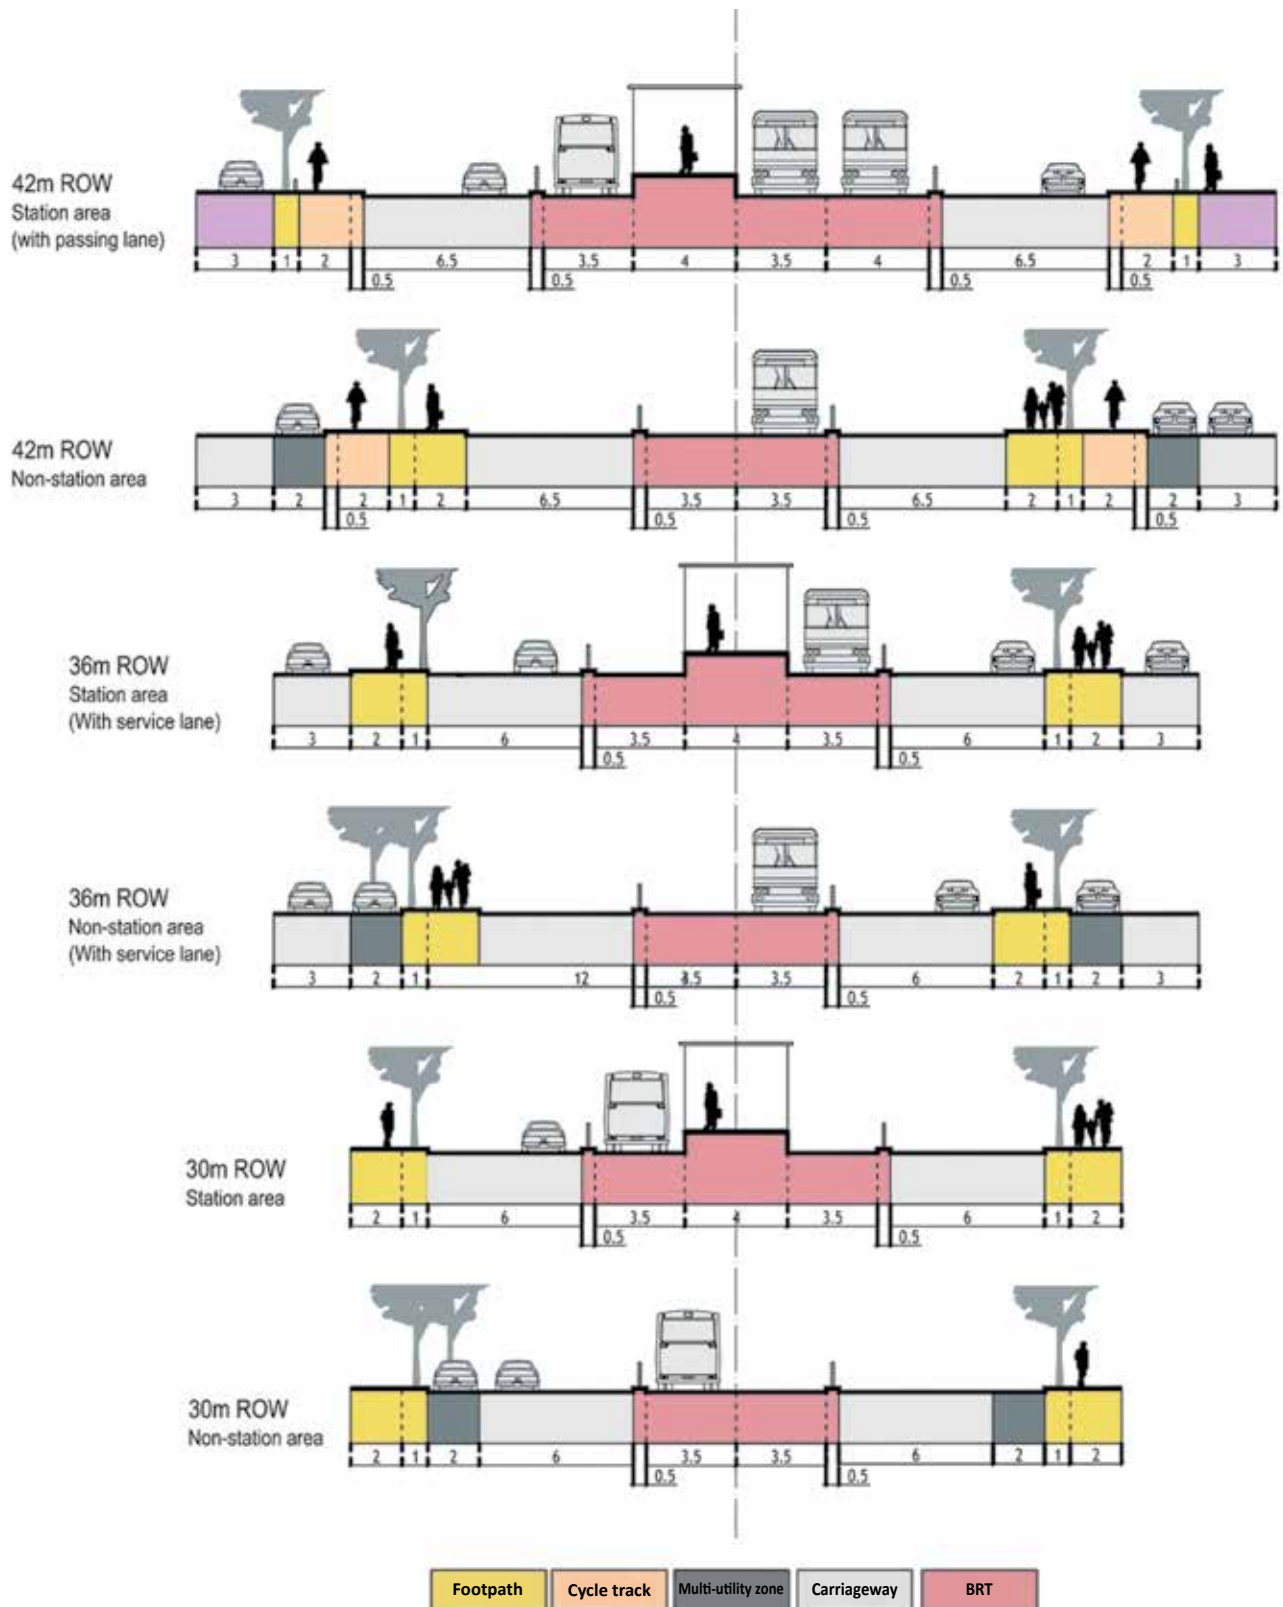 42m ROW
Station area
(with passing lane)
3 1 2 6.5 3.5 4 3.5 4 6.5 2 1 3
0.5 0.5 0.5 0.5
42m ROW
Non-station area
3 2 2 1 2 6.5 3.5 3.5 6.5 2 1 2 2 3
0.5 0.5 0.5 0.5
36m ROW
Station area
(With service lane)
3 2 1 6 3.5 4 3.5 6 1 2 3
0.5 0.5
36m ROW
Non-station area
(With service lane)
3 2 1 12 3.5 6 2 1 2 3
0.5 0.5
30m ROW
Station area
2 1 6 3.5 4 3.5 6 1 2
0.5 0.5
30m ROW
Non-station area
2 1 2 6 3.5 3.5 6 2 1 2
0.5 0.5
Footpath Cycle track Multi-utility zone Carriageway BRT